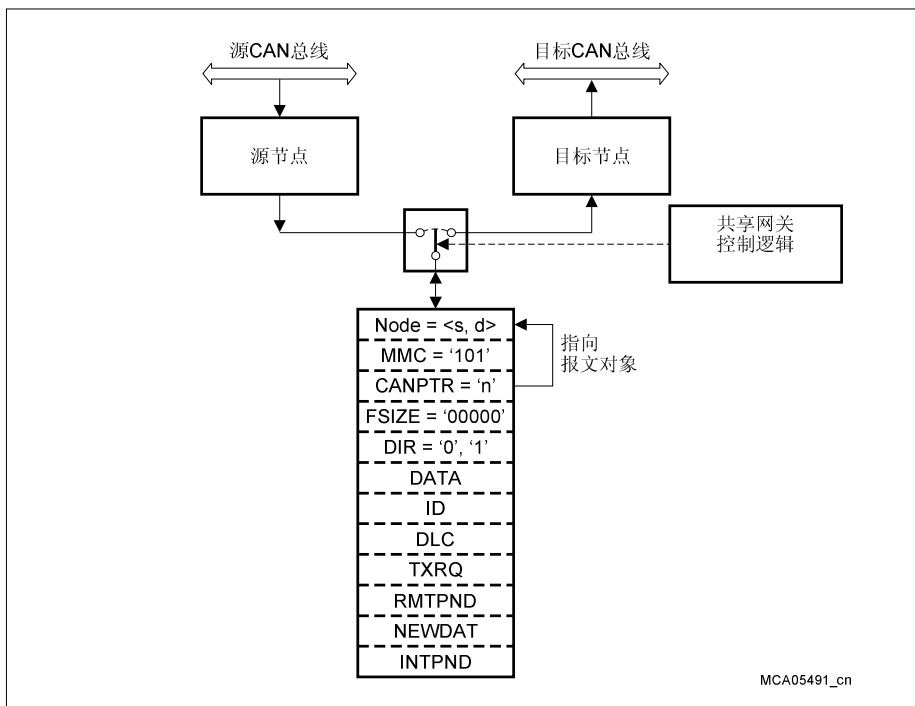 源CAN总线
目标CAN总线
源节点
目标节点
共享网关
控制逻辑
Node = <s, d>
MMC = ‘101’
CANPTR = ‘n’
FSIZE = ‘00000’
DIR = ‘0’, ‘1’
DATA
ID
DLC
TXRQ
RMTPND
NEWDAT
INTPND
指向
报文对象
MCA05491_cn